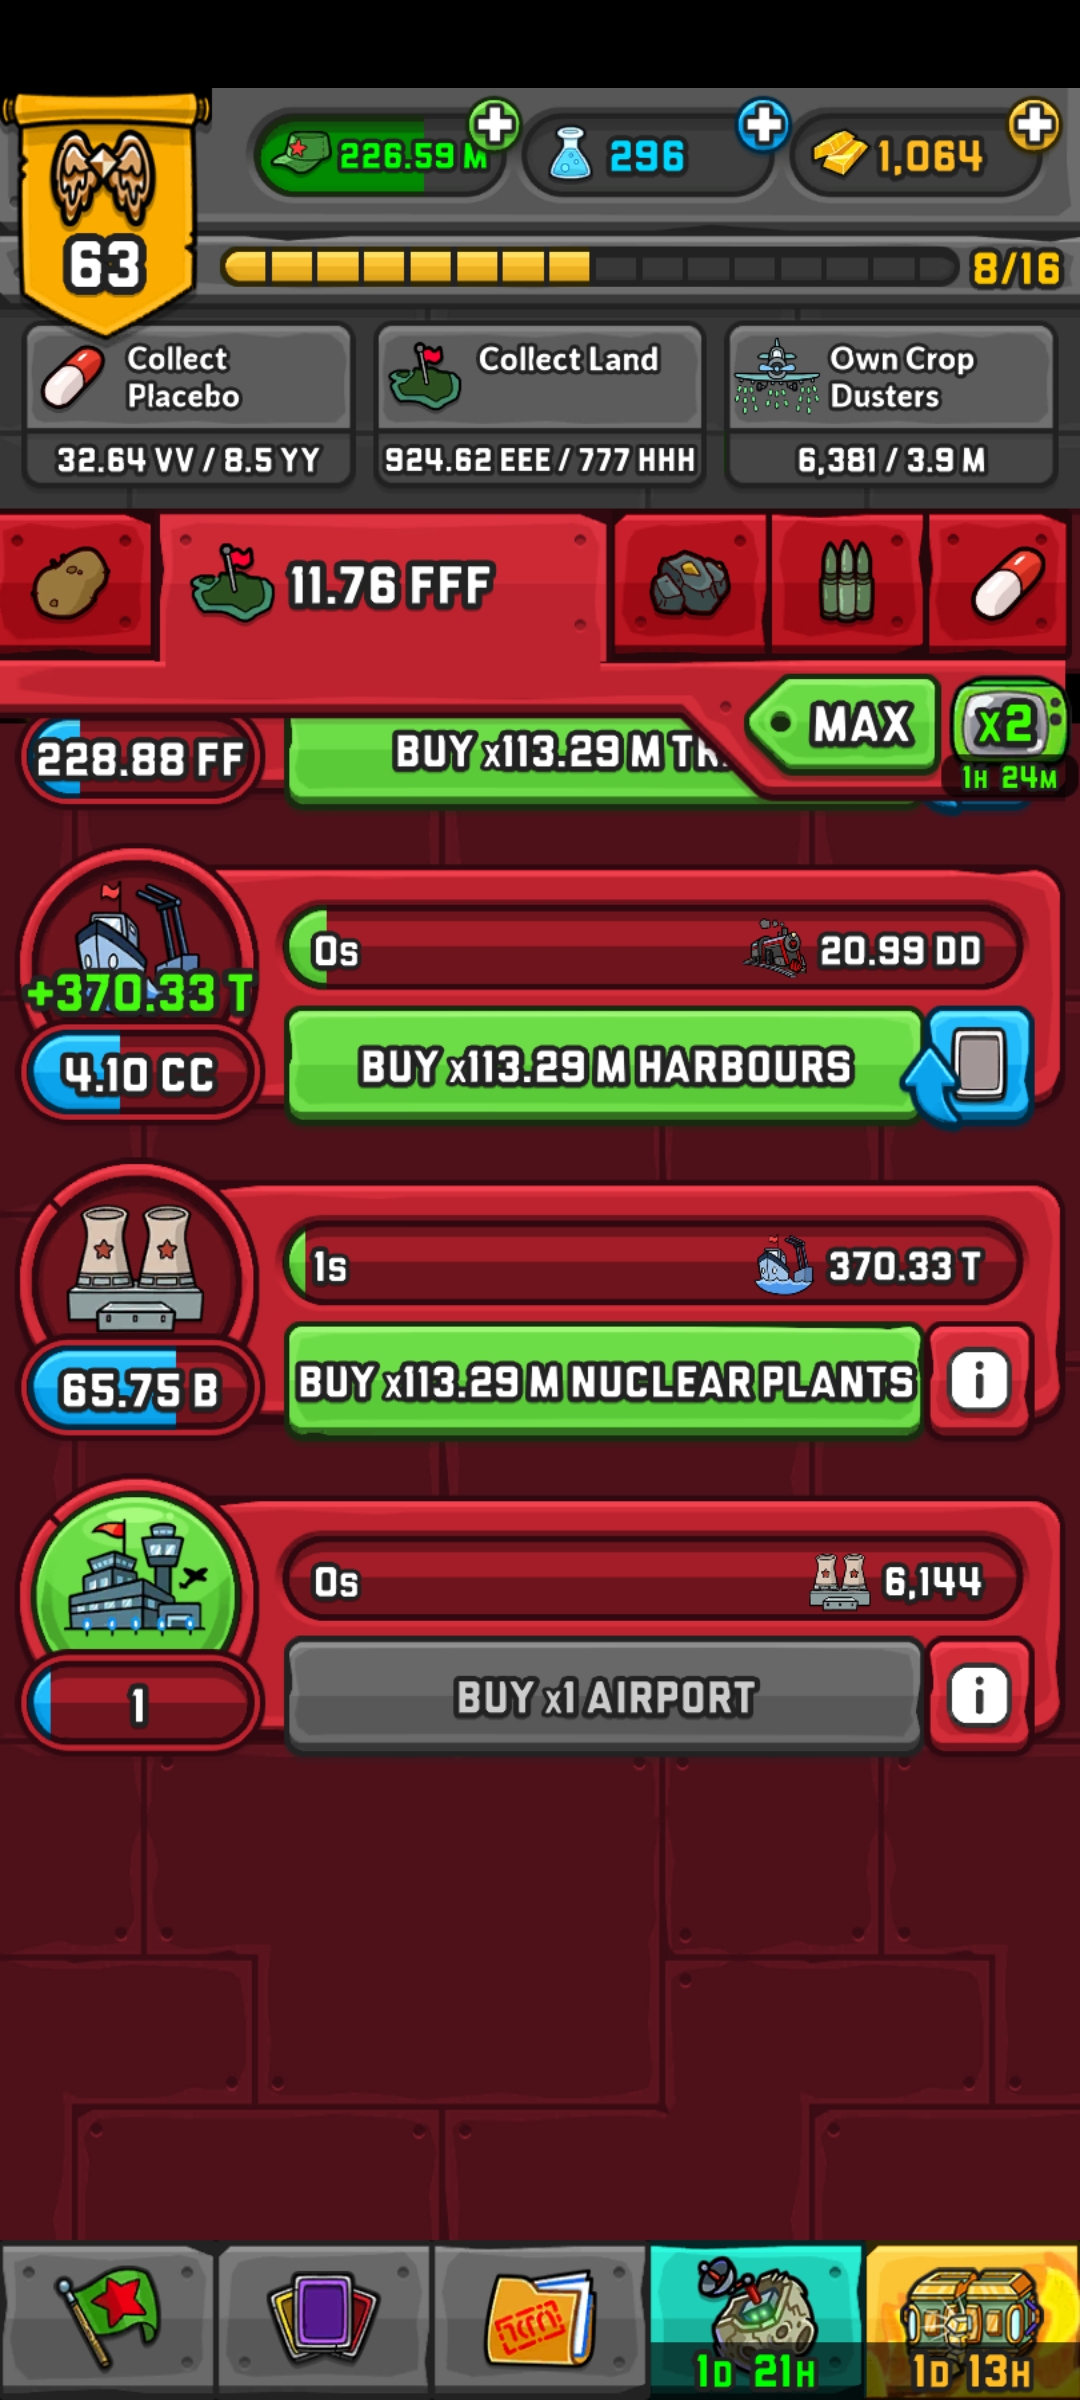 226.59 M
296
1,064
63
8/16
Collect
Placebo
32.64 VV / 8.5 YY
Collect Land
924.62 EEE / 777 HHH
Own Crop
Dusters
6,381 / 3.9 M
11.76 FFF
MAX
x2
1H 24M
228.88 FF
BUY x113.29 M TR
0s
20.99 DD
+370.33 T
4.10 CC
BUY x113.29 M HARBOURS
1s
370.33 T
65.75 B
BUY x113.29 M NUCLEAR PLANTS
i
0s
6,144
1
BUY x1 AIRPORT
i
1D 21H
1D 13H